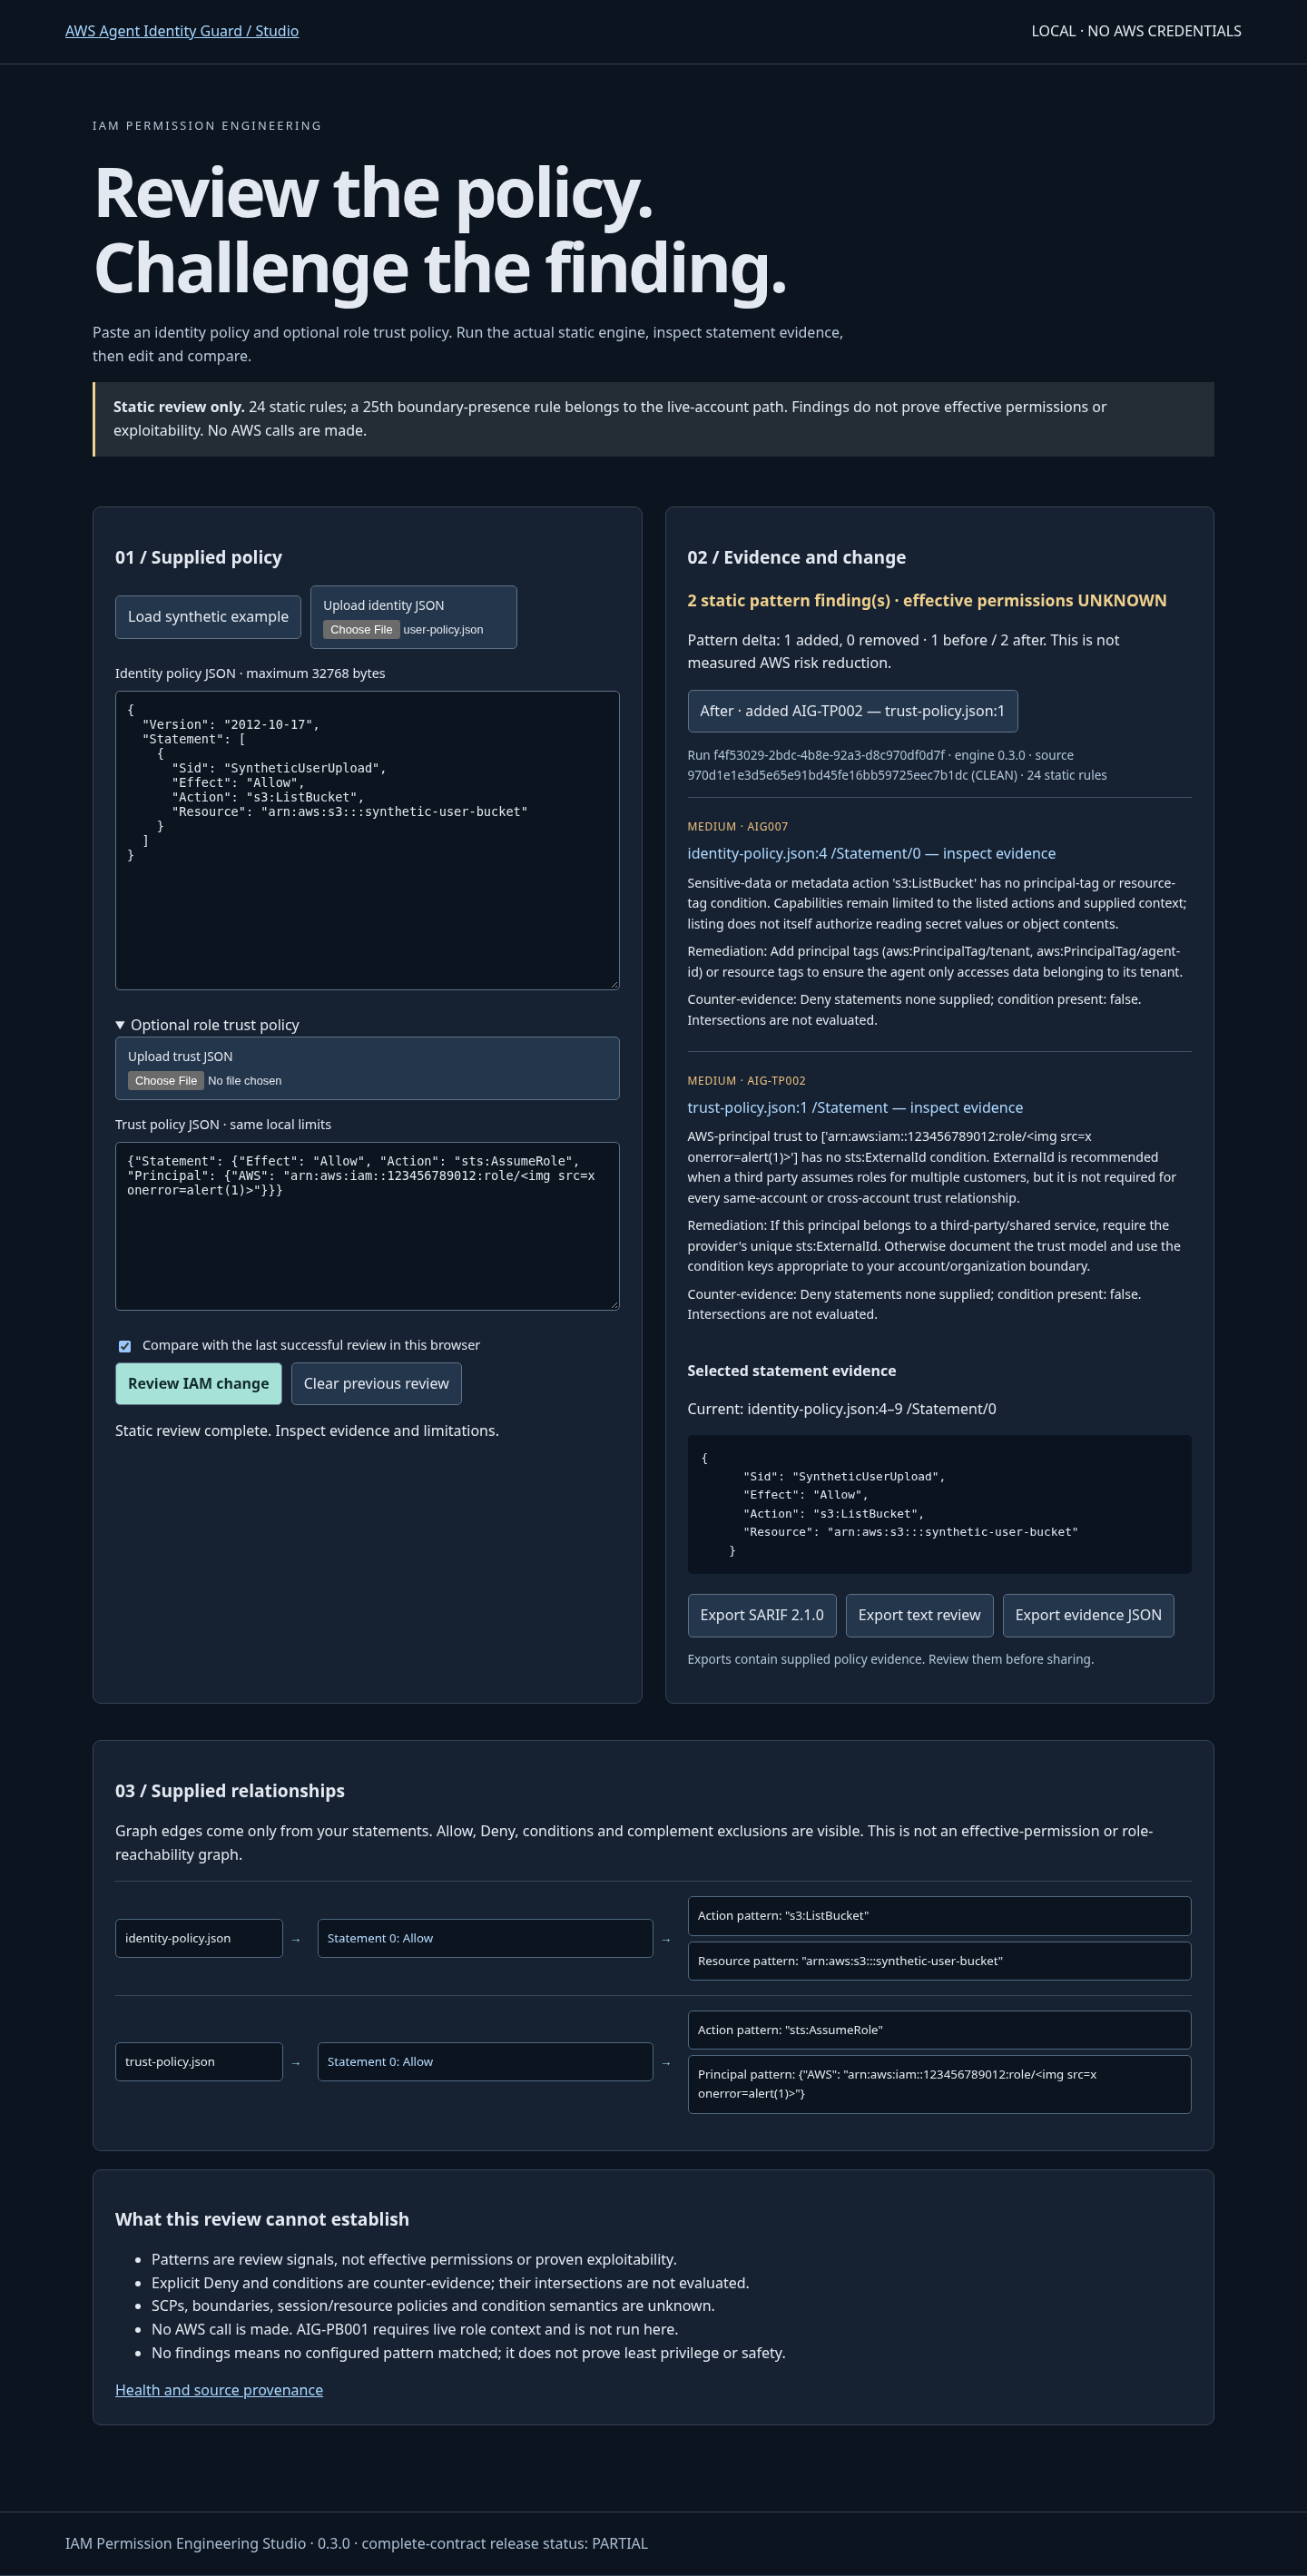 AWS Agent Identity Guard / Studio
LOCAL · NO AWS CREDENTIALS
IAM PERMISSION ENGINEERING
Review the policy.
Challenge the finding.
Paste an identity policy and optional role trust policy. Run the actual static engine, inspect statement evidence,
then edit and compare.
Static review only. 24 static rules; a 25th boundary-presence rule belongs to the live-account path. Findings do not prove effective permissions or
exploitability. No AWS calls are made.
01 / Supplied policy
Load synthetic example
Upload identity JSON
Choose File user-policy.json
Identity policy JSON · maximum 32768 bytes
{
  "Version": "2012-10-17",
  "Statement": [
    {
      "Sid": "SyntheticUserUpload",
      "Effect": "Allow",
      "Action": "s3:ListBucket",
      "Resource": "arn:aws:s3:::synthetic-user-bucket"
    }
  ]
}
▼ Optional role trust policy
Upload trust JSON
Choose File No file chosen
Trust policy JSON · same local limits
{"Statement": {"Effect": "Allow", "Action": "sts:AssumeRole",
"Principal": {"AWS": "arn:aws:iam::123456789012:role/<img src=x
onerror=alert(1)>"}}}
Compare with the last successful review in this browser
Review IAM change
Clear previous review
Static review complete. Inspect evidence and limitations.
02 / Evidence and change
2 static pattern finding(s) · effective permissions UNKNOWN
Pattern delta: 1 added, 0 removed · 1 before / 2 after. This is not
measured AWS risk reduction.
After · added AIG-TP002 — trust-policy.json:1
Run f4f53029-2bdc-4b8e-92a3-d8c970df0d7f · engine 0.3.0 · source
970d1e1e3d5e65e91bd45fe16bb59725eec7b1dc (CLEAN) · 24 static rules
MEDIUM · AIG007
identity-policy.json:4 /Statement/0 — inspect evidence
Sensitive-data or metadata action 's3:ListBucket' has no principal-tag or resource-
tag condition. Capabilities remain limited to the listed actions and supplied context;
listing does not itself authorize reading secret values or object contents.
Remediation: Add principal tags (aws:PrincipalTag/tenant, aws:PrincipalTag/agent-
id) or resource tags to ensure the agent only accesses data belonging to its tenant.
Counter-evidence: Deny statements none supplied; condition present: false.
Intersections are not evaluated.
MEDIUM · AIG-TP002
trust-policy.json:1 /Statement — inspect evidence
AWS-principal trust to ['arn:aws:iam::123456789012:role/<img src=x
onerror=alert(1)>'] has no sts:ExternalId condition. ExternalId is recommended
when a third party assumes roles for multiple customers, but it is not required for
every same-account or cross-account trust relationship.
Remediation: If this principal belongs to a third-party/shared service, require the
provider's unique sts:ExternalId. Otherwise document the trust model and use the
condition keys appropriate to your account/organization boundary.
Counter-evidence: Deny statements none supplied; condition present: false.
Intersections are not evaluated.
Selected statement evidence
Current: identity-policy.json:4–9 /Statement/0
{
      "Sid": "SyntheticUserUpload",
      "Effect": "Allow",
      "Action": "s3:ListBucket",
      "Resource": "arn:aws:s3:::synthetic-user-bucket"
    }
Export SARIF 2.1.0
Export text review
Export evidence JSON
Exports contain supplied policy evidence. Review them before sharing.
03 / Supplied relationships
Graph edges come only from your statements. Allow, Deny, conditions and complement exclusions are visible. This is not an effective-permission or role-
reachability graph.
identity-policy.json
→
Statement 0: Allow
→
Action pattern: "s3:ListBucket"
Resource pattern: "arn:aws:s3:::synthetic-user-bucket"
trust-policy.json
→
Statement 0: Allow
→
Action pattern: "sts:AssumeRole"
Principal pattern: {"AWS": "arn:aws:iam::123456789012:role/<img src=x
onerror=alert(1)>"}
What this review cannot establish
• Patterns are review signals, not effective permissions or proven exploitability.
• Explicit Deny and conditions are counter-evidence; their intersections are not evaluated.
• SCPs, boundaries, session/resource policies and condition semantics are unknown.
• No AWS call is made. AIG-PB001 requires live role context and is not run here.
• No findings means no configured pattern matched; it does not prove least privilege or safety.
Health and source provenance
IAM Permission Engineering Studio · 0.3.0 · complete-contract release status: PARTIAL